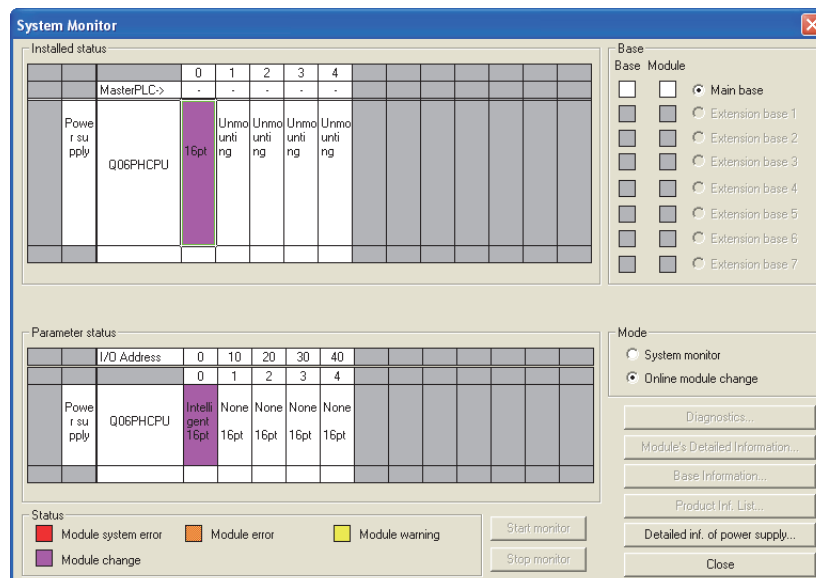 System Monitor
Installed status
0 1 2 3 4
MasterPLC-> - - - - -
Powe
r su
pply
Q06PHCPU
16pt
Unmo
unti
ng
Unmo
unti
ng
Unmo
unti
ng
Unmo
unti
ng
Base
Base Module
Main base
Extension base 1
Extension base 2
Extension base 3
Extension base 4
Extension base 5
Extension base 6
Extension base 7
Parameter status
I/O Address 0 10 20 30 40
0 1 2 3 4
Powe
r su
pply
Q06PHCPU
Intelli
gent
16pt
None
16pt
None
16pt
None
16pt
None
16pt
Mode
System monitor
Online module change
Diagnostics...
Module's Detailed Information...
Base Information...
Product Inf. List...
Detailed inf. of power supply...
Close
Status
Module system error
Module error
Module warning
Module change
Start monitor
Stop monitor